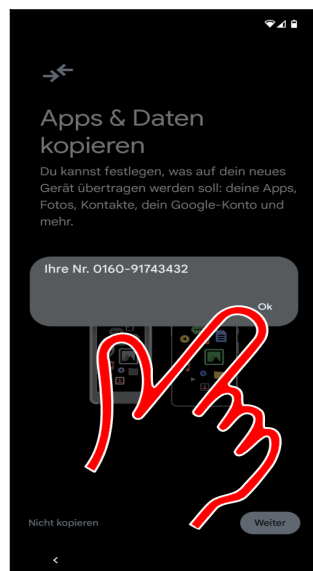 Apps & Daten
kopieren
Du kannst festlegen, was auf dein neues
Gerät übertragen werden soll: deine Apps,
Fotos, Kontakte, dein Google-Konto und
mehr.
Ihre Nr. 0160-91743432
Ok
Nicht kopieren
Weiter